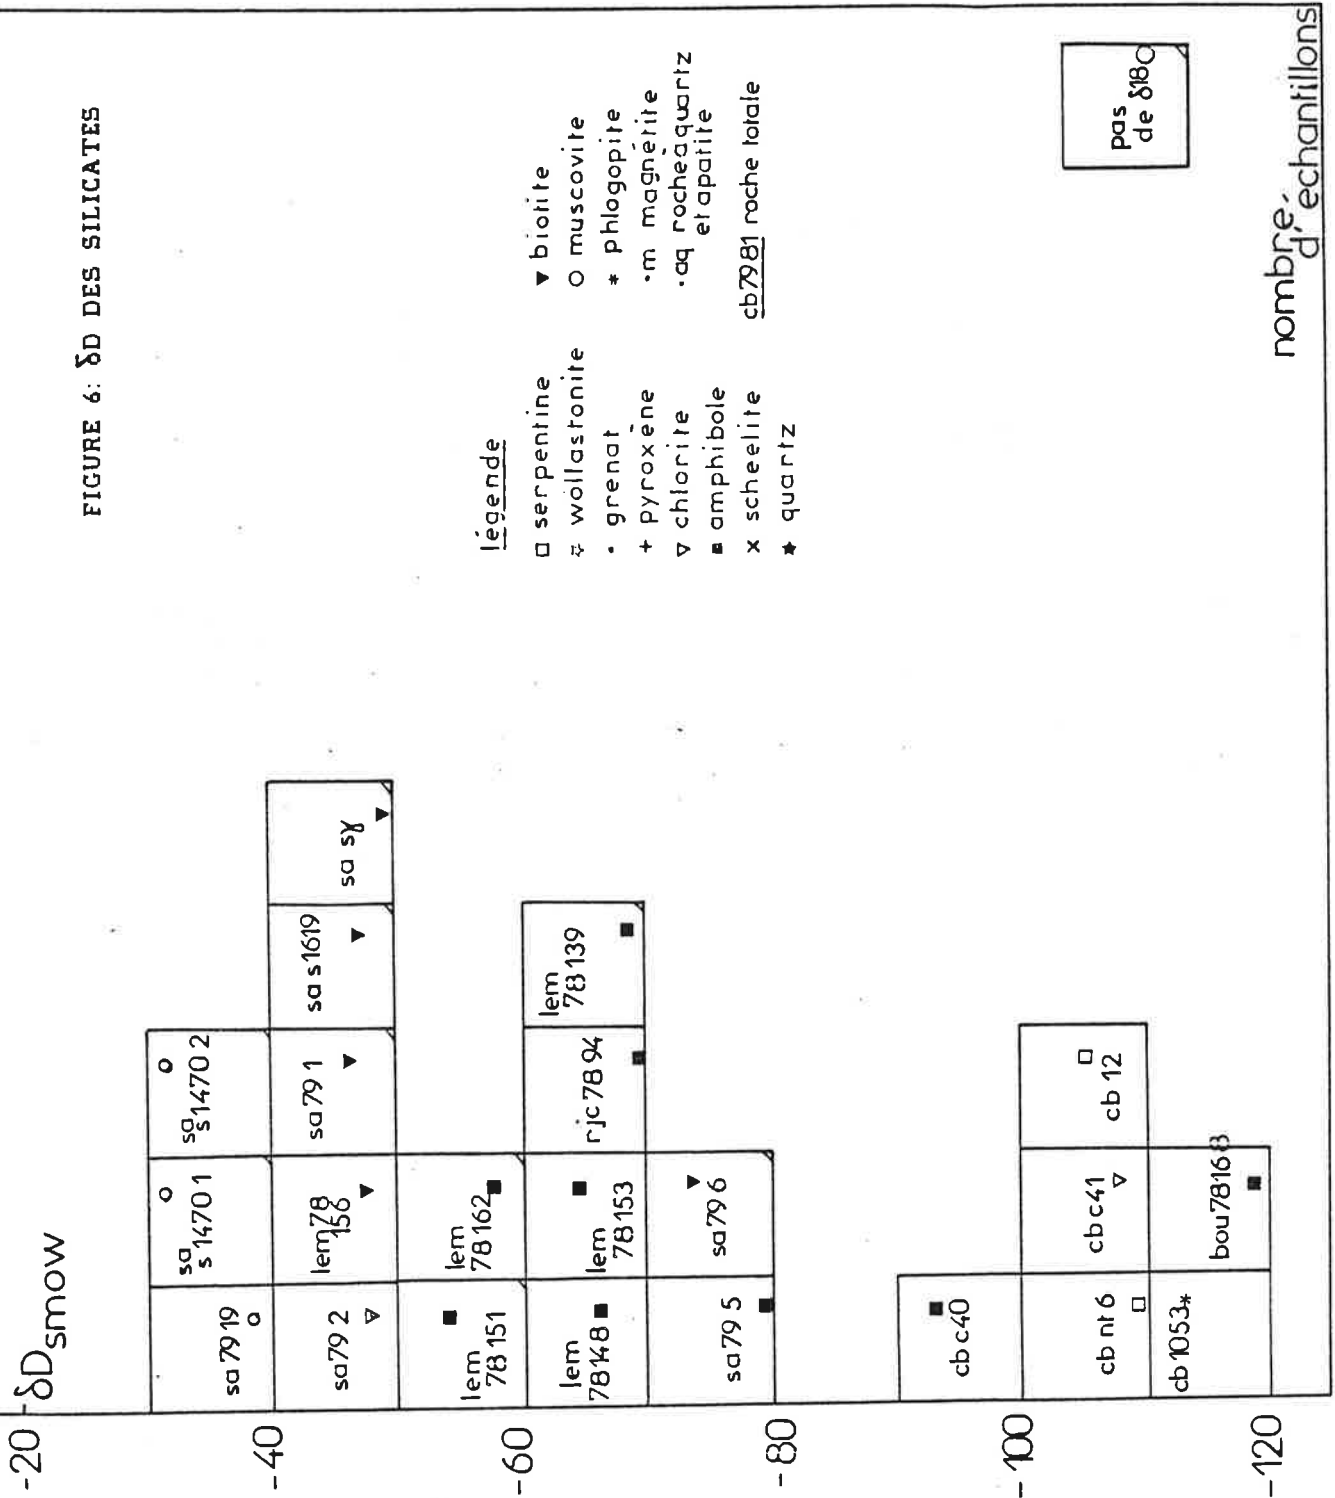 FIGURE 6: δD DES SILICATES
-20
-40
-60
-80
-100
-120
δDsmow
sa 79 19
sa
s 1470 1
sa
s 1470 2
sa 79 2
lem 78
156
sa 79 1
sa s 1619
sa sγ
lem
78 151
lem
78 162
lem
78148
lem
78 153
rjc 78 94
lem
78 139
sa 79 5
sa 79 6
cb c40
cb nt 6
cb c41
cb 12
cb 1053*
bou 78168
légende
□ serpentine
☆ wollastonite
• grenat
+ pyroxène
▽ chlorite
■ amphibole
x scheelite
★ quartz
▼ biotite
○ muscovite
* phlogopite
•m magnétite
•aq roche à quartz
et apatite
cb7981 roche totale
pas
de δ18O
nombre
d'echantillons